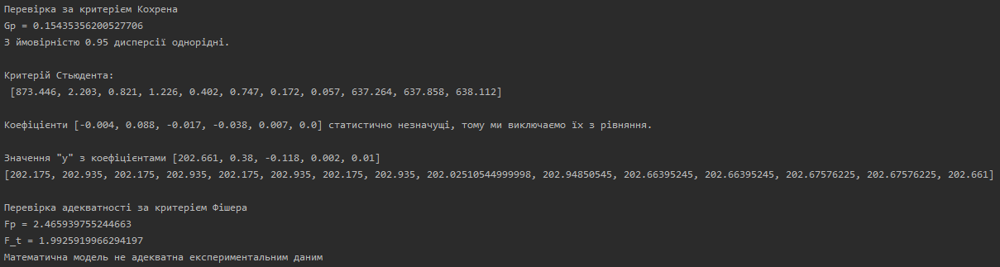 Перевірка за критерієм Кохрена
Gp = 0.15435356200527706
З ймовірністю 0.95 дисперсії однорідні.
Критерій Стьюдента:
[873.446, 2.203, 0.821, 1.226, 0.402, 0.747, 0.172, 0.057, 637.264, 637.858, 638.112]
Коефіцієнти [-0.004, 0.088, -0.017, -0.038, 0.007, 0.0] статистично незначущі, тому ми виключаємо їх з рівняння.
Значення "y" з коефіцієнтами [202.661, 0.38, -0.118, 0.002, 0.01]
[202.175, 202.935, 202.175, 202.935, 202.175, 202.935, 202.175, 202.935, 202.02510544999998, 202.94850545, 202.66395245, 202.66395245, 202.67576225, 202.67576225, 202.661]
Перевірка адекватності за критерієм Фішера
Fp = 2.465939755244663
F_t = 1.9925919966294197
Математична модель не адекватна експериментальним даним